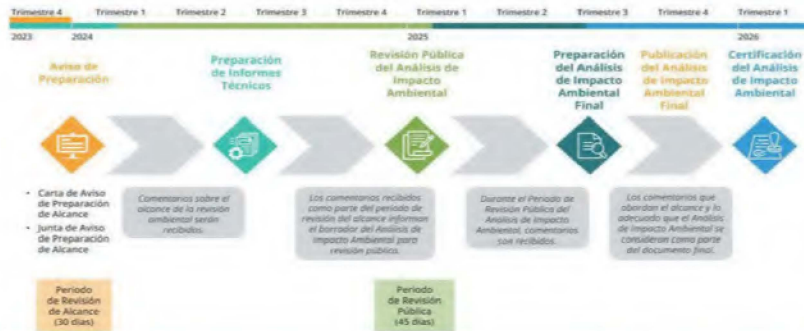 Trimestre 4 Trimestre 1 Trimestre 2 Trimestre 3 Trimestre 4 Trimestre 1 Trimestre 2 Trimestre 3 Trimestre 4 Trimestre 1
2023 2024 2025 2026
Aviso de
Preparación
Preparación
de Informes
Técnicos
Revisión Pública
del Análisis de
Impacto
Ambiental
Preparación
del Análisis
de Impacto
Ambiental
Final
Publicación
del Análisis
de Impacto
Ambiental
Final
Certificación
del Análisis
de Impacto
Ambiental
• Carta de Aviso
de Preparación
de Alcance
• Junta de Aviso
de Preparación
de Alcance
Comentarios sobre el
alcance de la revisión
ambiental serán
recibidos.
Los comentarios recibidos
como parte del periodo de
revisión del alcance informan
el borrador del Análisis de
Impacto Ambiental para
revisión pública.
Durante el Periodo de
Revisión Pública del
Análisis de Impacto
Ambiental, comentarios
son recibidos.
Los comentarios que
abordan el alcance y lo
adecuado que el Análisis
de Impacto Ambiental se
consideran como parte
del documento final.
Periodo
de Revisión
de Alcance
(30 días)
Periodo
de Revisión
Pública
(45 días)